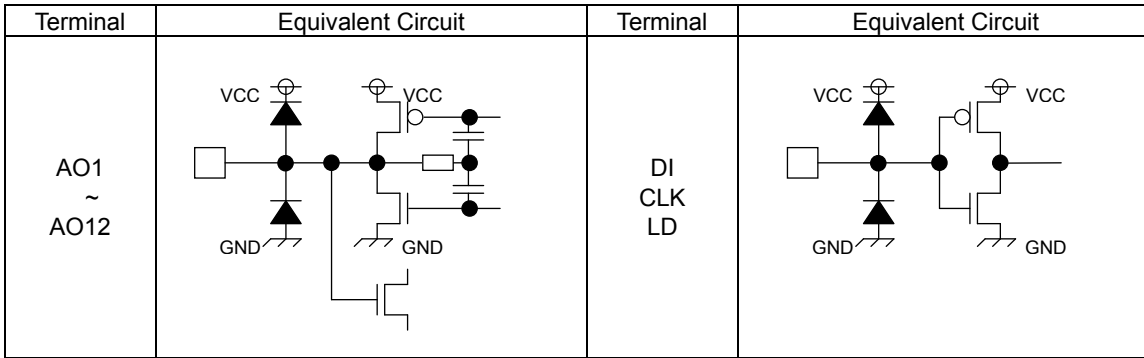 Terminal Equivalent Circuit Terminal Equivalent Circuit
AO1
~
AO12
VCC VCC
GND GND
DI
CLK
LD
VCC VCC
GND GND